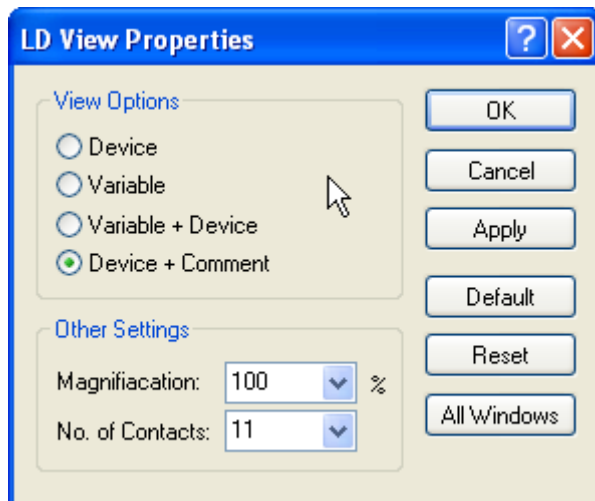 LD View Properties
?
View Options
Device
Variable
Variable + Device
Device + Comment
OK
Cancel
Apply
Default
Reset
All Windows
Other Settings
Magnifiacation: 100 %
No. of Contacts: 11